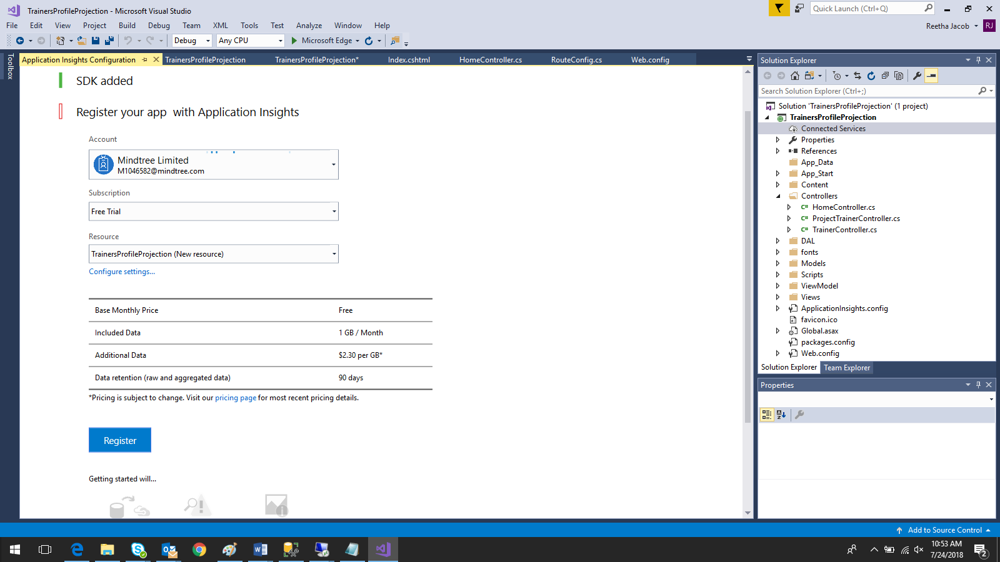 TrainersProfileProjection - Microsoft Visual Studio
Quick Launch (Ctrl+Q)
File Edit View Project Build Debug Team XML Tools Test Analyze Window Help
Reetha Jacob RJ
Debug Any CPU Microsoft Edge
Toolbox
Application Insights Configuration TrainersProfileProjection TrainersProfileProjection* Index.cshtml HomeController.cs RouteConfig.cs Web.config
SDK added
Register your app with Application Insights
Account
Mindtree Limited
M1046582@mindtree.com
Subscription
Free Trial
Resource
TrainersProfileProjection (New resource)
Configure settings...
Base Monthly Price Free
Included Data 1 GB / Month
Additional Data $2.30 per GB*
Data retention (raw and aggregated data) 90 days
*Pricing is subject to change. Visit our pricing page for most recent pricing details.
Register
Getting started will...
Solution Explorer
Search Solution Explorer (Ctrl+;)
Solution 'TrainersProfileProjection' (1 project)
TrainersProfileProjection
Connected Services
Properties
References
App_Data
App_Start
Content
Controllers
C# HomeController.cs
C# ProjectTrainerController.cs
C# TrainerController.cs
DAL
fonts
Models
Scripts
ViewModel
Views
ApplicationInsights.config
favicon.ico
Global.asax
packages.config
Web.config
Solution Explorer Team Explorer
Properties
Add to Source Control
10:53 AM
7/24/2018
2